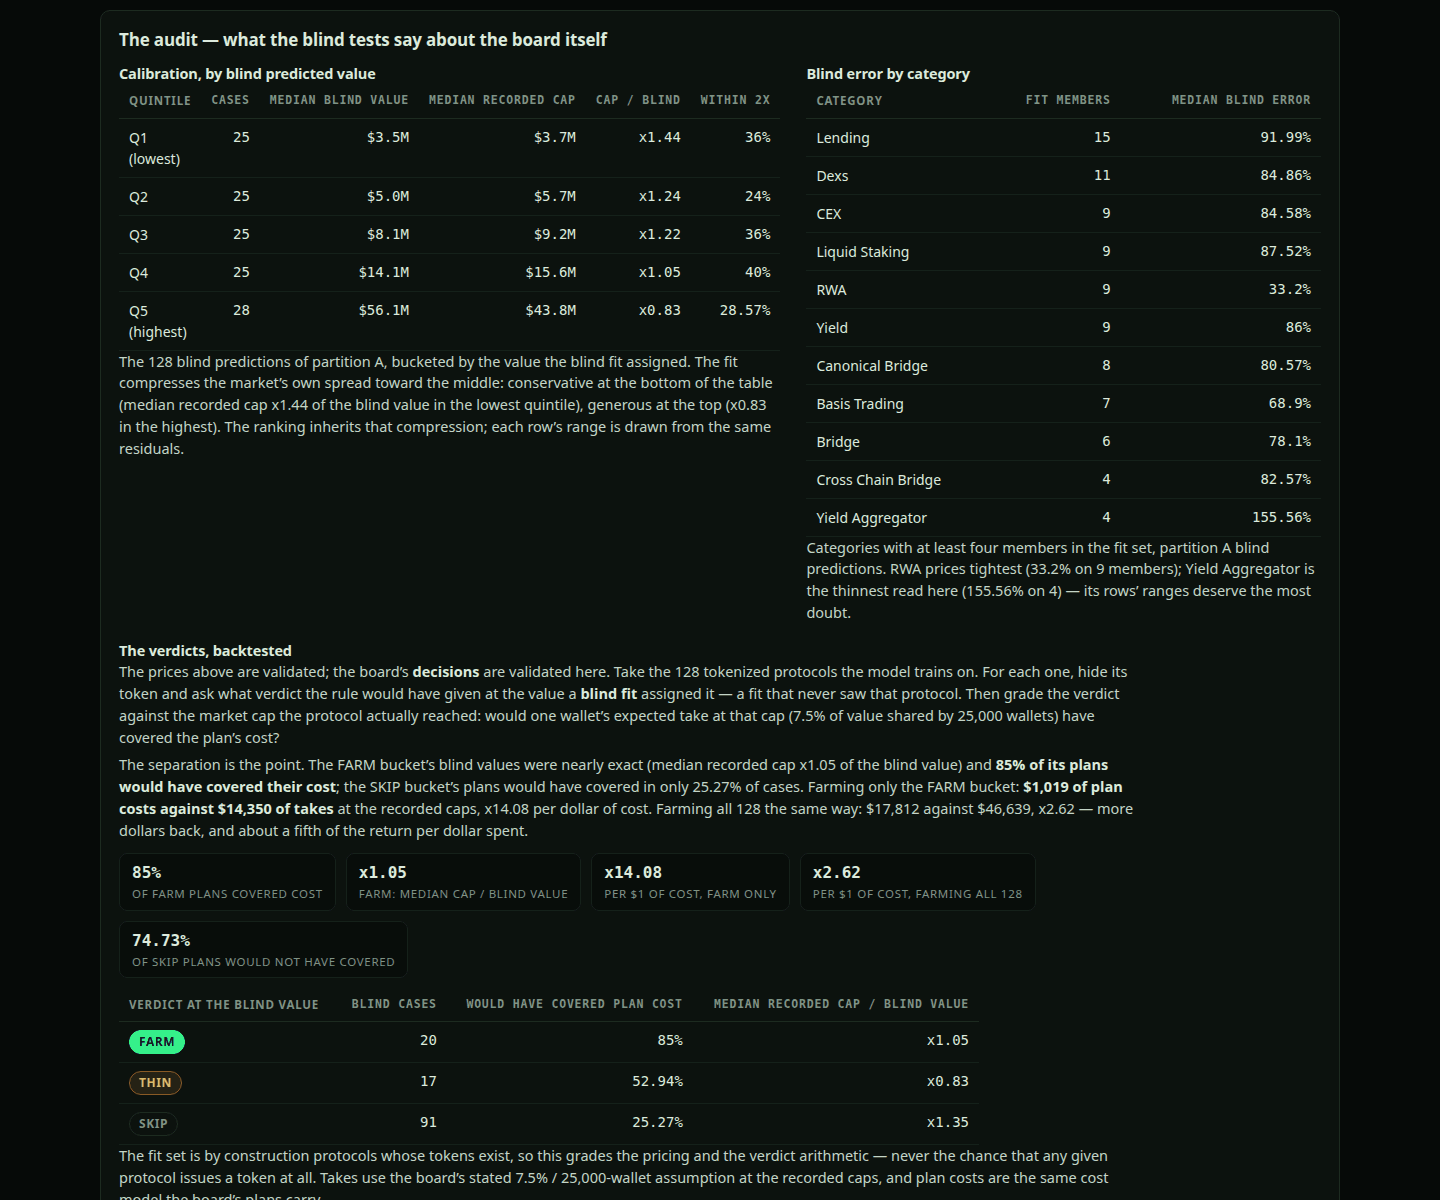 The audit — what the blind tests say about the board itself
Calibration, by blind predicted value
QUINTILE CASES MEDIAN BLIND VALUE MEDIAN RECORDED CAP CAP / BLIND WITHIN 2X
Q1 (lowest) 25 $3.5M $3.7M x1.44 36%
Q2 25 $5.0M $5.7M x1.24 24%
Q3 25 $8.1M $9.2M x1.22 36%
Q4 25 $14.1M $15.6M x1.05 40%
Q5 (highest) 28 $56.1M $43.8M x0.83 28.57%
The 128 blind predictions of partition A, bucketed by the value the blind fit assigned. The fit
compresses the market’s own spread toward the middle: conservative at the bottom of the table
(median recorded cap x1.44 of the blind value in the lowest quintile), generous at the top (x0.83
in the highest). The ranking inherits that compression; each row’s range is drawn from the same
residuals.
Blind error by category
CATEGORY FIT MEMBERS MEDIAN BLIND ERROR
Lending 15 91.99%
Dexs 11 84.86%
CEX 9 84.58%
Liquid Staking 9 87.52%
RWA 9 33.2%
Yield 9 86%
Canonical Bridge 8 80.57%
Basis Trading 7 68.9%
Bridge 6 78.1%
Cross Chain Bridge 4 82.57%
Yield Aggregator 4 155.56%
Categories with at least four members in the fit set, partition A blind
predictions. RWA prices tightest (33.2% on 9 members); Yield Aggregator is
the thinnest read here (155.56% on 4) — its rows’ ranges deserve the most
doubt.
The verdicts, backtested
The prices above are validated; the board’s decisions are validated here. Take the 128 tokenized protocols the model trains on. For each one, hide its
token and ask what verdict the rule would have given at the value a blind fit assigned it — a fit that never saw that protocol. Then grade the verdict
against the market cap the protocol actually reached: would one wallet’s expected take at that cap (7.5% of value shared by 25,000 wallets) have
covered the plan’s cost?
The separation is the point. The FARM bucket’s blind values were nearly exact (median recorded cap x1.05 of the blind value) and 85% of its plans
would have covered their cost; the SKIP bucket’s plans would have covered in only 25.27% of cases. Farming only the FARM bucket: $1,019 of plan
costs against $14,350 of takes at the recorded caps, x14.08 per dollar of cost. Farming all 128 the same way: $17,812 against $46,639, x2.62 — more
dollars back, and about a fifth of the return per dollar spent.
85%
OF FARM PLANS COVERED COST
x1.05
FARM: MEDIAN CAP / BLIND VALUE
x14.08
PER $1 OF COST, FARM ONLY
x2.62
PER $1 OF COST, FARMING ALL 128
74.73%
OF SKIP PLANS WOULD NOT HAVE COVERED
VERDICT AT THE BLIND VALUE BLIND CASES WOULD HAVE COVERED PLAN COST MEDIAN RECORDED CAP / BLIND VALUE
FARM 20 85% x1.05
THIN 17 52.94% x0.83
SKIP 91 25.27% x1.35
The fit set is by construction protocols whose tokens exist, so this grades the pricing and the verdict arithmetic — never the chance that any given
protocol issues a token at all. Takes use the board’s stated 7.5% / 25,000-wallet assumption at the recorded caps, and plan costs are the same cost
model the board’s plans carry.